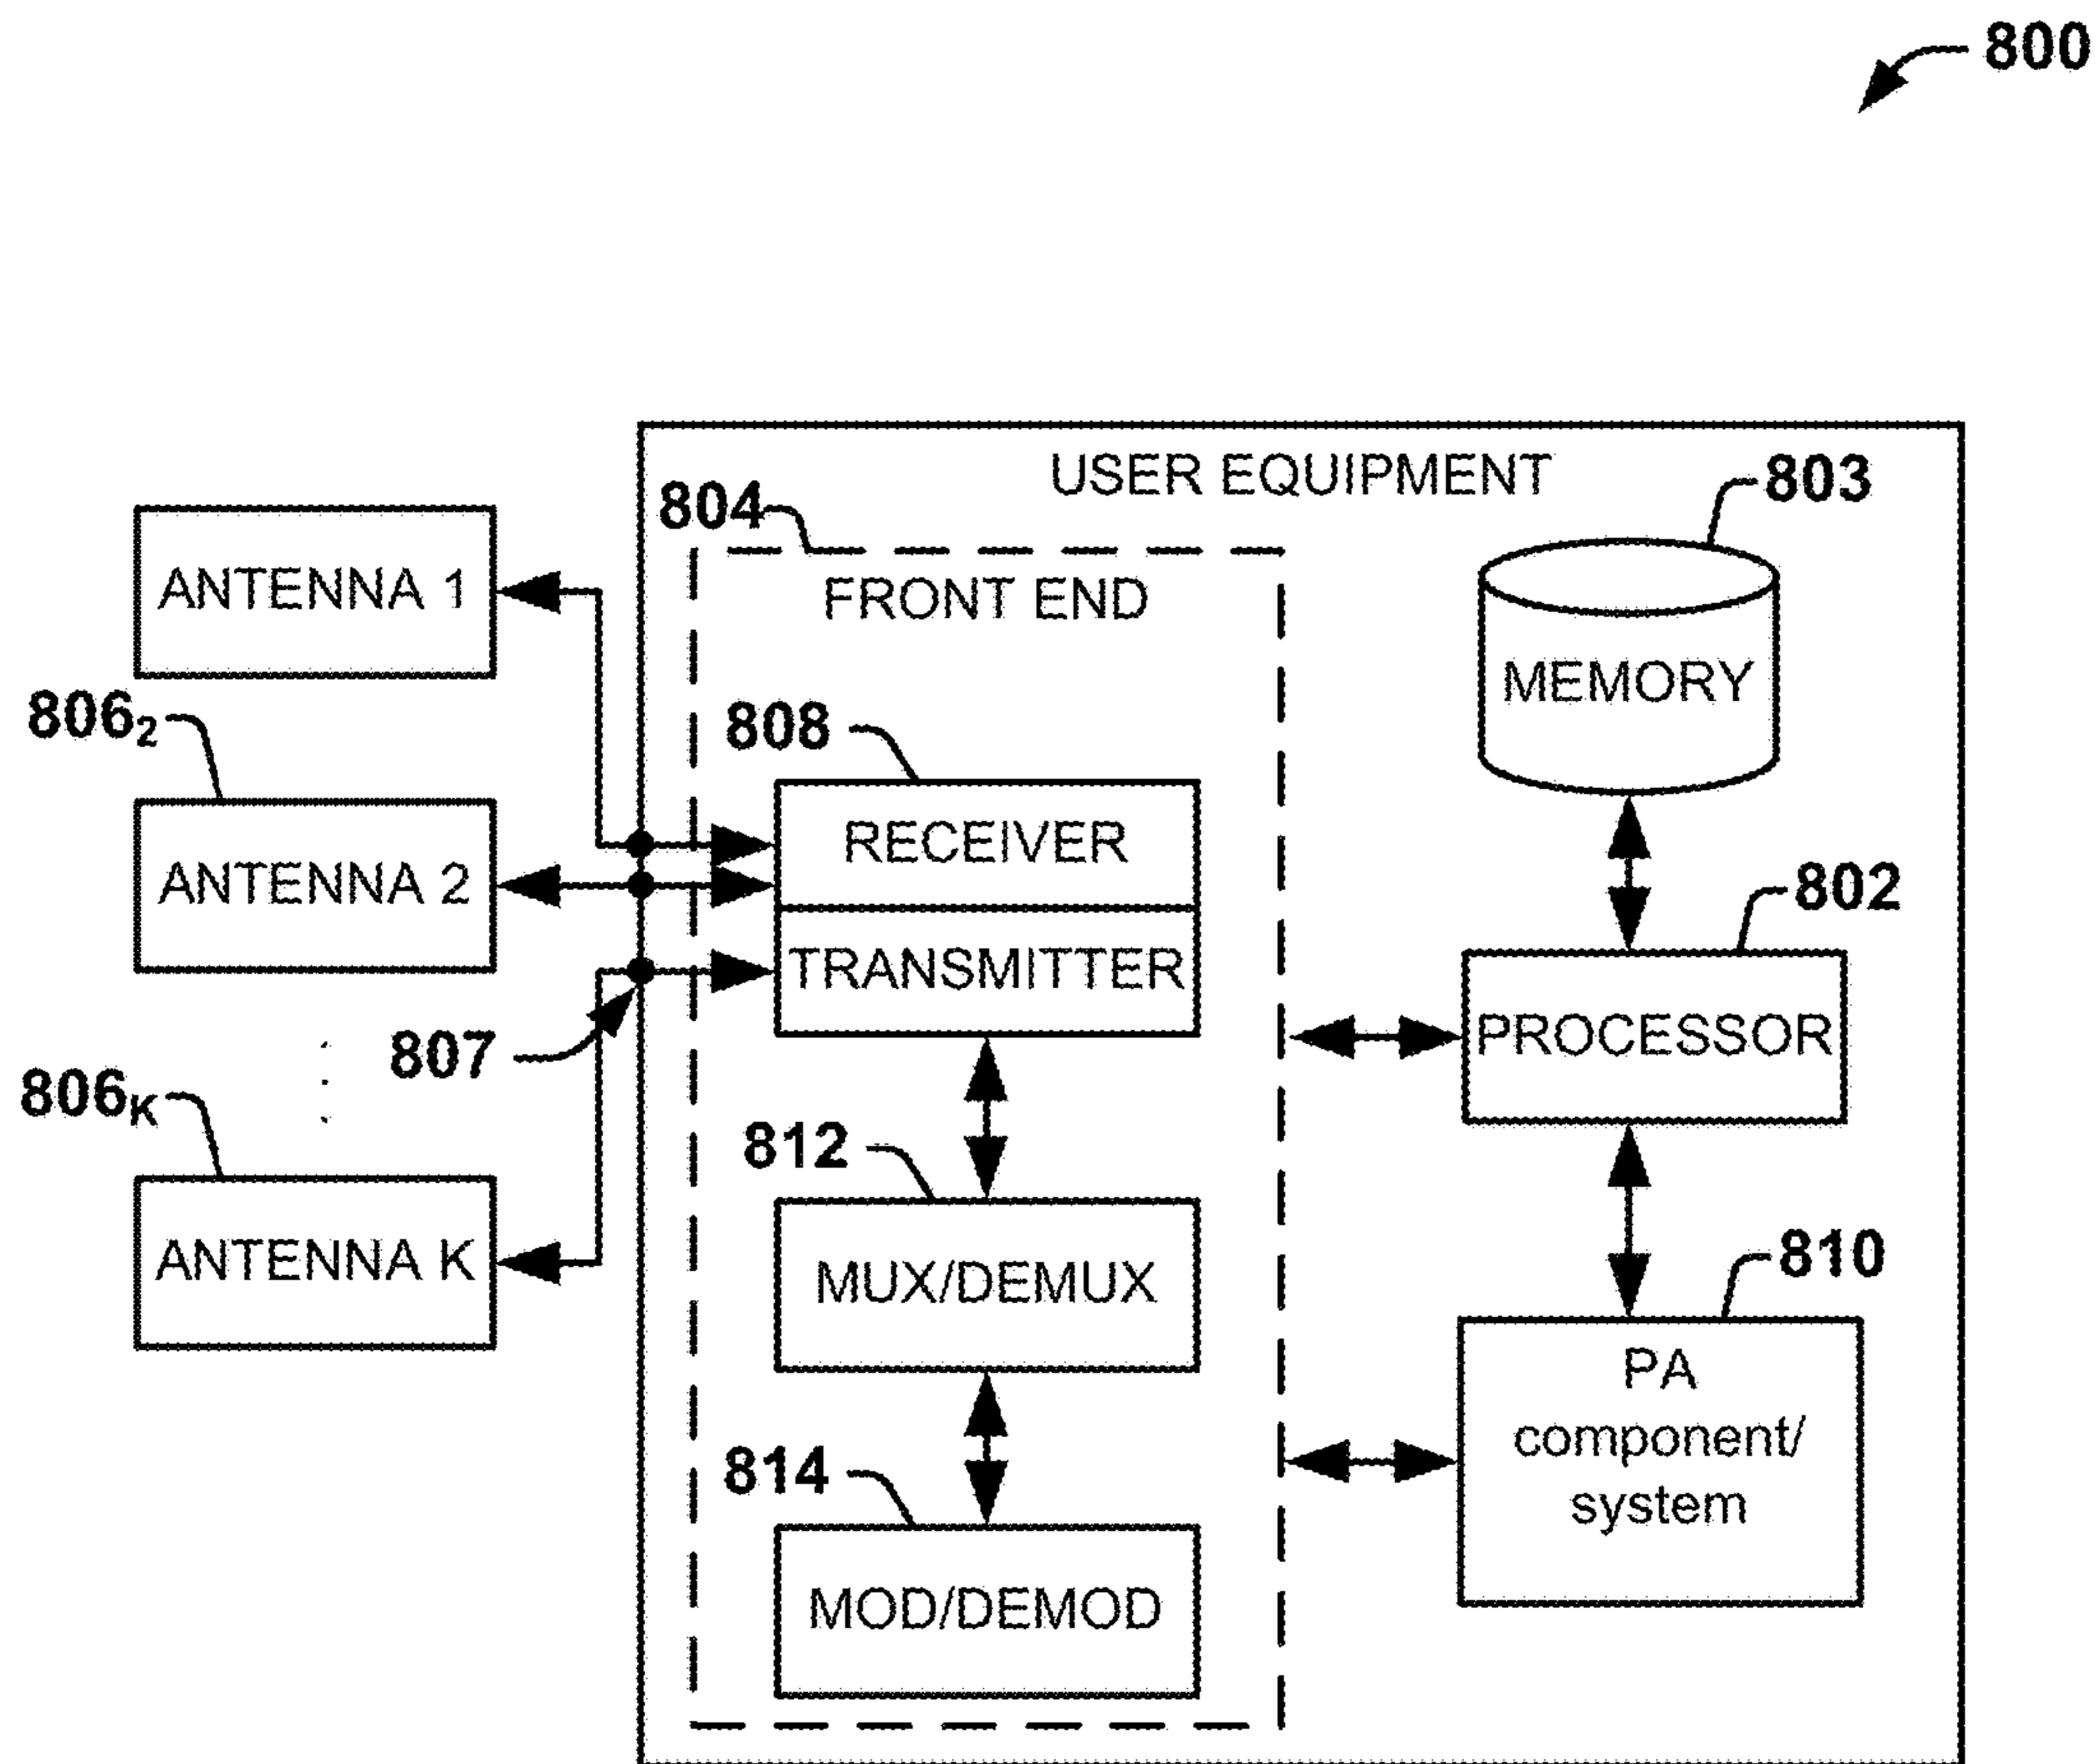 800
USER EQUIPMENT
803
804
FRONT END
ANTENNA 1
MEMORY
806₂
808
RECEIVER
ANTENNA 2
802
TRANSMITTER
PROCESSOR
807
806ₖ
812
810
ANTENNA K
MUX/DEMUX
PA
component/
system
814
MOD/DEMOD